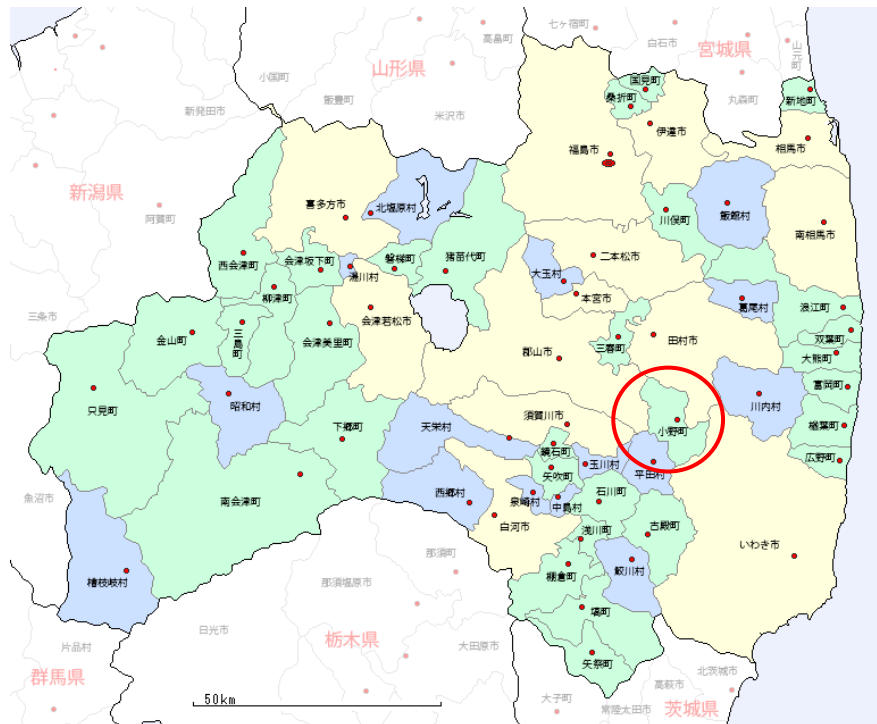 七ヶ宿町
高畠町
白石市
宮城県
山元町
山形県
小国町
飯豊町
国見町
丸森町
新発田市
桑折町
新地町
米沢市
伊達市
福島市
相馬市
新潟県
喜多方市
北塩原村
阿賀町
川俣町
飯舘村
南相馬市
西会津町
会津坂下町
湯川村
磐梯町
猪苗代町
二本松市
大玉村
柳津町
本宮市
葛尾村
浪江町
三条市
会津若松市
双葉町
金山町
三島町
会津美里町
三春町
田村市
大熊町
郡山市
只見町
昭和村
富岡町
川内村
下郷町
天栄村
須賀川市
小野町
楢葉町
鏡石町
広野町
玉川村
矢吹町
平田村
魚沼市
南会津町
西郷村
泉崎村
中島村
石川町
白河市
浅川町
古殿町
いわき市
那須町
檜枝岐村
那須塩原市
棚倉町
鮫川村
塙町
日光市
栃木県
片品村
大田原市
矢祭町
群馬県
北茨城市
高萩市
50km
大子町
常陸太田市
茨城県